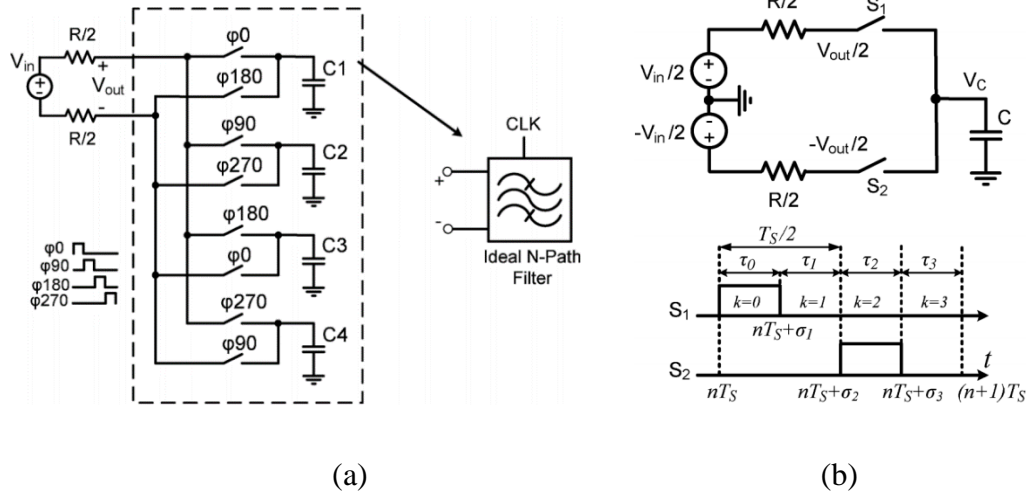 R/2
φ0
V_in
+
-
+
V_out
-
φ180
C1
R/2
φ90
C2
φ270
φ180
C3
φ0
φ270
C4
φ90
φ0
φ90
φ180
φ270
CLK
+
-
Ideal N-Path
Filter
(a)
R/2
S_1
V_out/2
V_in/2
+
-
V_C
C
-
+
-V_in/2
-V_out/2
R/2
S_2
T_S/2
τ_0 τ_1 τ_2 τ_3
S_1
k=0 k=1 k=2 k=3
nT_S+σ_1
S_2
t
nT_S nT_S+σ_2 nT_S+σ_3 (n+1)T_S
(b)